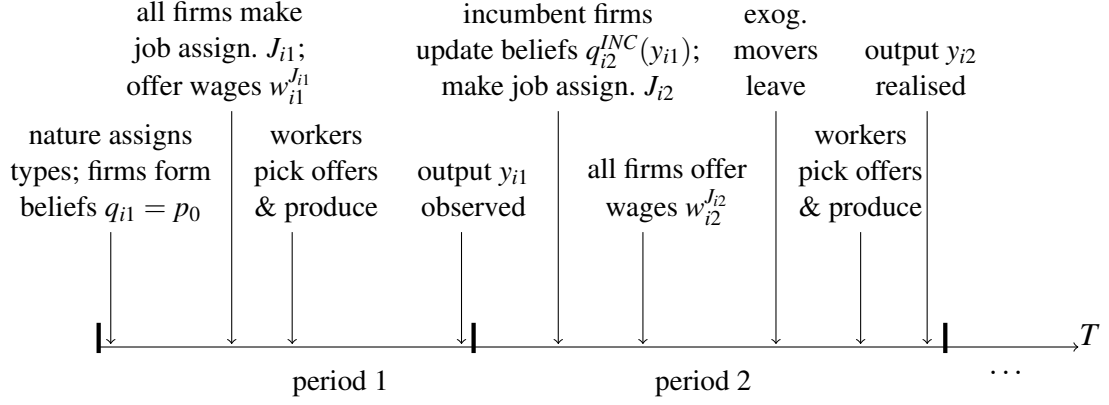 all firms make
job assign. $J_{i1}$;
offer wages $w_{i1}^{J_{i1}}$
incumbent firms
update beliefs $q_{i2}^{INC}(y_{i1})$;
make job assign. $J_{i2}$
exog.
movers
leave
output $y_{i2}$
realised
nature assigns
types; firms form
beliefs $q_{i1} = p_0$
workers
pick offers
& produce
output $y_{i1}$
observed
all firms offer
wages $w_{i2}^{J_{i2}}$
workers
pick offers
& produce
T
period 1
period 2
...